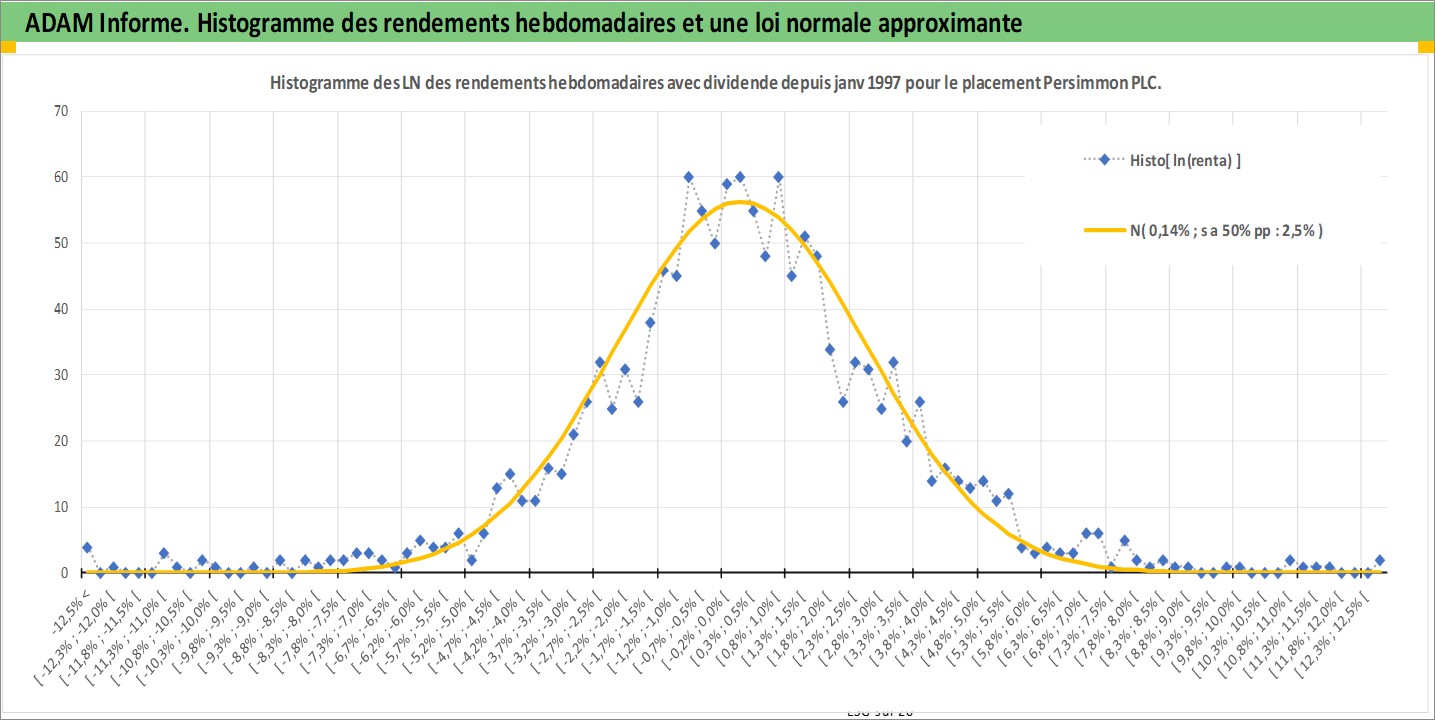 ADAM Informe. Histogramme des rendements hebdomadaires et une loi normale approximante
Histogramme des LN des rendements hebdomadaires avec dividende depuis janv 1997 pour le placement Persimmon PLC.
70
60
50
40
30
20
10
0
Histo[ ln(renta) ]
N( 0,14% ; s a 50% pp : 2,5% )
-12,5% <
[ -12,3% ; -12,0% [
[ -11,8% ; -11,5% [
[ -11,3% ; -11,0% [
[ -10,8% ; -10,5% [
[ -10,3% ; -10,0% [
[ -9,8% ; -9,5% [
[ -9,3% ; -9,0% [
[ -8,8% ; -8,5% [
[ -8,3% ; -8,0% [
[ -7,8% ; -7,5% [
[ -7,3% ; -7,0% [
[ -6,7% ; -6,5% [
[ -6,2% ; -6,0% [
[ -5,7% ; -5,5% [
[ -5,2% ; -5,0% [
[ -4,7% ; -4,5% [
[ -4,2% ; -4,0% [
[ -3,7% ; -3,5% [
[ -3,2% ; -3,0% [
[ -2,7% ; -2,5% [
[ -2,2% ; -2,0% [
[ -1,7% ; -1,5% [
[ -1,2% ; -1,0% [
[ -0,7% ; -0,5% [
[ -0,2% ; 0,0% [
[ 0,3% ; 0,5% [
[ 0,8% ; 1,0% [
[ 1,3% ; 1,5% [
[ 1,8% ; 2,0% [
[ 2,3% ; 2,5% [
[ 2,8% ; 3,0% [
[ 3,3% ; 3,5% [
[ 3,8% ; 4,0% [
[ 4,3% ; 4,5% [
[ 4,8% ; 5,0% [
[ 5,3% ; 5,5% [
[ 5,8% ; 6,0% [
[ 6,3% ; 6,5% [
[ 6,8% ; 7,0% [
[ 7,3% ; 7,5% [
[ 7,8% ; 8,0% [
[ 8,3% ; 8,5% [
[ 8,8% ; 9,0% [
[ 9,3% ; 9,5% [
[ 9,8% ; 10,0% [
[ 10,3% ; 10,5% [
[ 10,8% ; 11,0% [
[ 11,3% ; 11,5% [
[ 11,8% ; 12,0% [
[ 12,3% ; 12,5% [